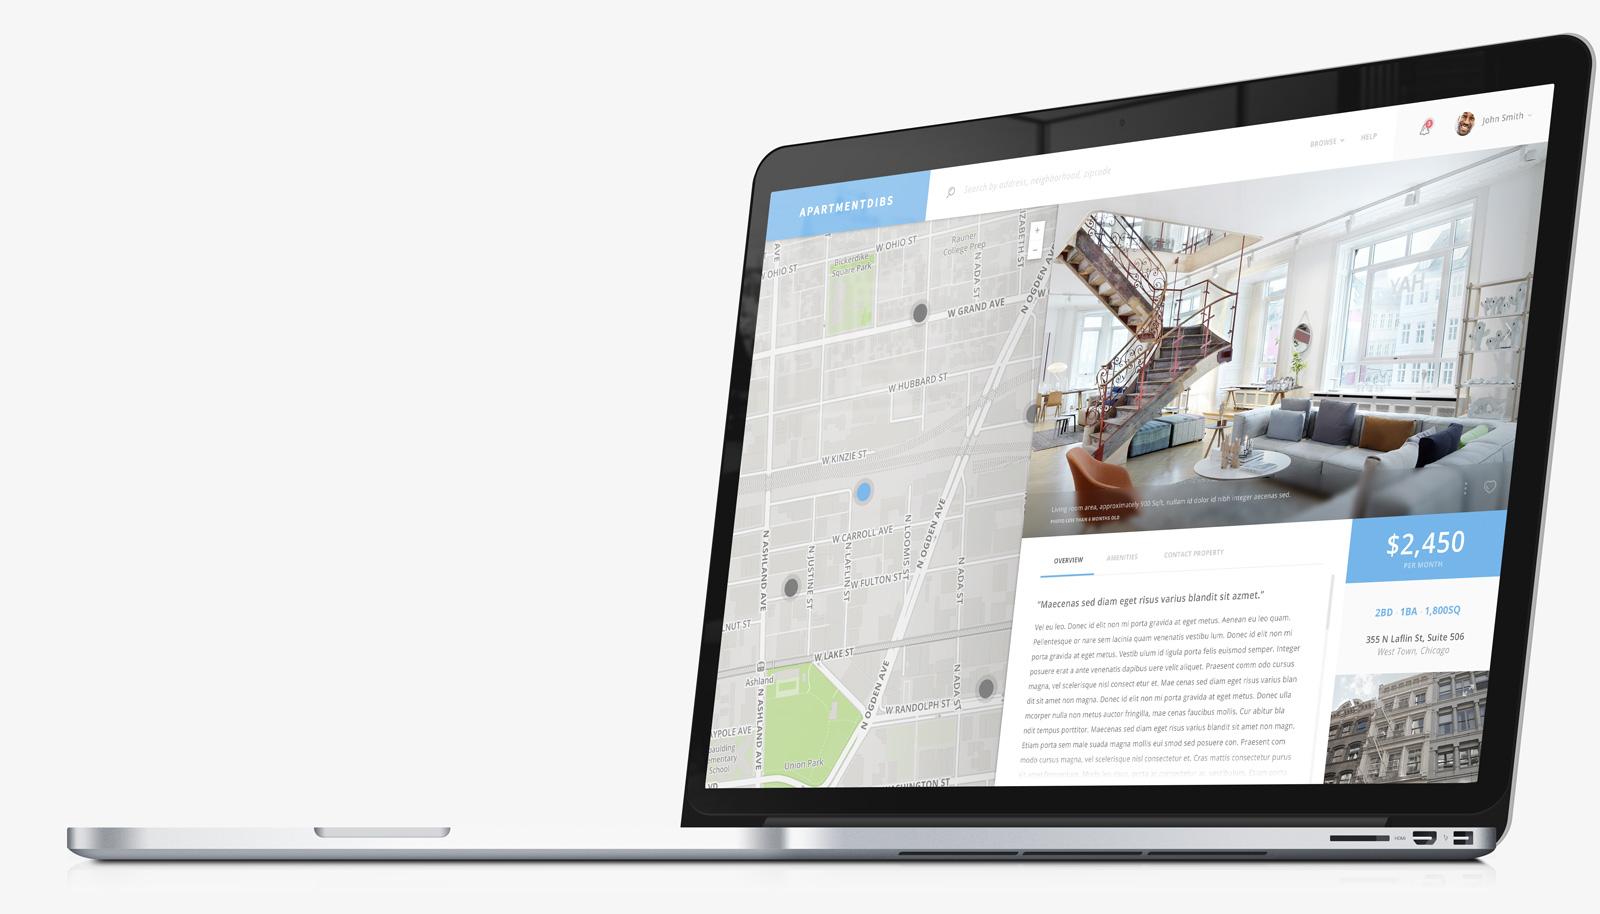 APARTMENTDIBS
Search by address, neighborhood, zipcode
BROWSE
HELP
3
John Smith
AVE
W OHIO ST
W OHIO ST
Bickerdike
Square Park
Rauner
College Prep
N ADA ST
IZABETH ST
+
−
N OGDEN AVE
W
W GRAND AVE
W HUBBARD ST
W KINZIE ST
W CARROLL AVE
N ASHLAND AVE
N JUSTINE ST
N LAFLIN ST
N LOOMIS ST
N OGDEN AVE
N ADA ST
W FULTON ST
LNUT ST
W LAKE ST
Ashland
N ASHLAND AVE
N OGDEN AVE
N ADA ST
W RANDOLPH ST
AYPOLE AVE
paulding
ementary
School
Union Park
VD
WASHINGTON ST
HAY
Living room area, approximately 900 Sq/t, nullam id dolor id nibh integer aecenas sed.
PHOTO LESS THAN 6 MONTHS OLD
OVERVIEW
AMENITIES
CONTACT PROPERTY
"Maecenas sed diam eget risus varius blandit sit azmet."
Vel eu leo. Donec id elit non mi porta gravida at eget metus. Aenean eu leo quam.
Pellentesque or nare sem lacinia quam venenatis vestibu lum. Donec id elit non mi
porta gravida at eget metus. Vestib ulum id ligula porta felis euismod semper. Integer
posuere erat a ante venenatis dapibus uere velit aliquet. Praesent comm odo cursus
magna, vel scelerisque nisl consect etur et. Mae cenas sed diam eget risus varius blan
dit sit amet non magna. Donec id elit non mi porta gravida at eget metus. Donec ulla
mcorper nulla non metus auctor fringilla, mae cenas faucibus mollis. Cur abitur bla
ndit tempus porttitor. Maecenas sed diam eget risus varius blandit sit amet non magn.
Etiam porta sem male suada magna mollis eui smod sed posuere con. Praesent com
modo cursus magna, vel scelerisque nisl consectetur et. Cras mattis consectetur purus
$2,450
PER MONTH
2BD · 1BA · 1,800SQ
355 N Laflin St, Suite 506
West Town, Chicago
HDMI